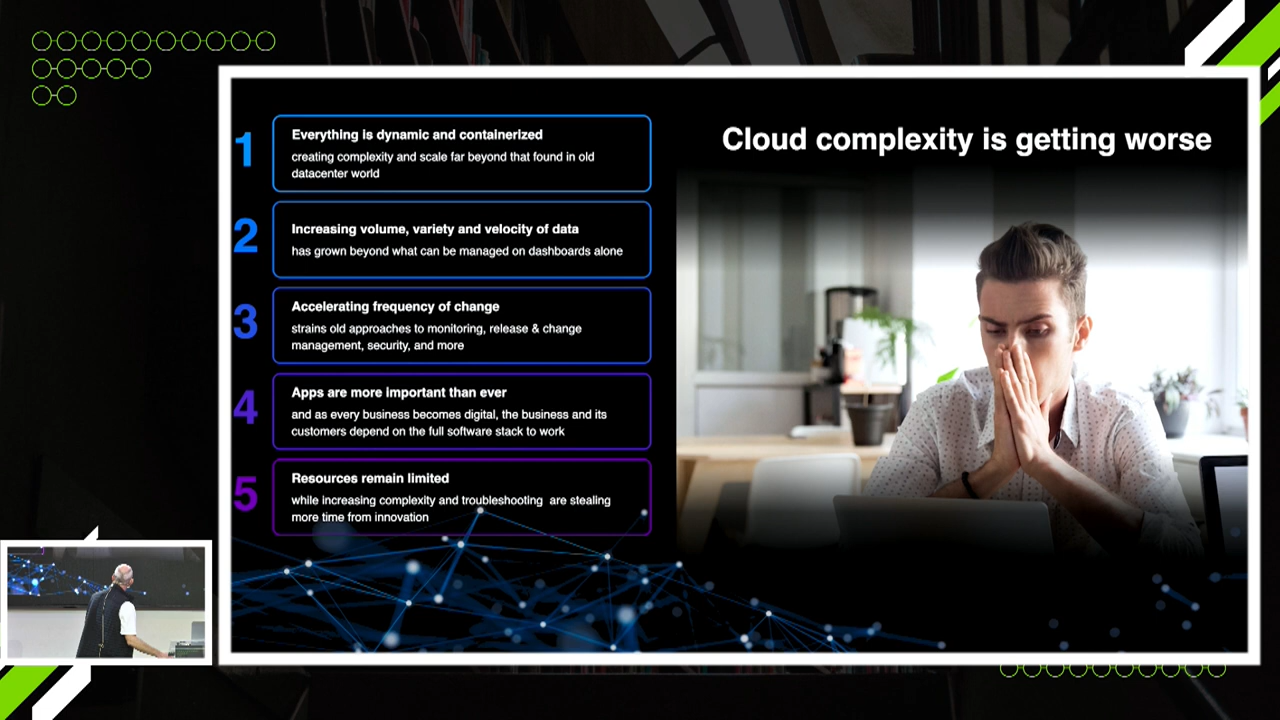 Cloud complexity is getting worse
1
Everything is dynamic and containerized
creating complexity and scale far beyond that found in old
datacenter world
2
Increasing volume, variety and velocity of data
has grown beyond what can be managed on dashboards alone
3
Accelerating frequency of change
strains old approaches to monitoring, release & change
management, security, and more
4
Apps are more important than ever
and as every business becomes digital, the business and its
customers depend on the full software stack to work
5
Resources remain limited
while increasing complexity and troubleshooting  are stealing
more time from innovation